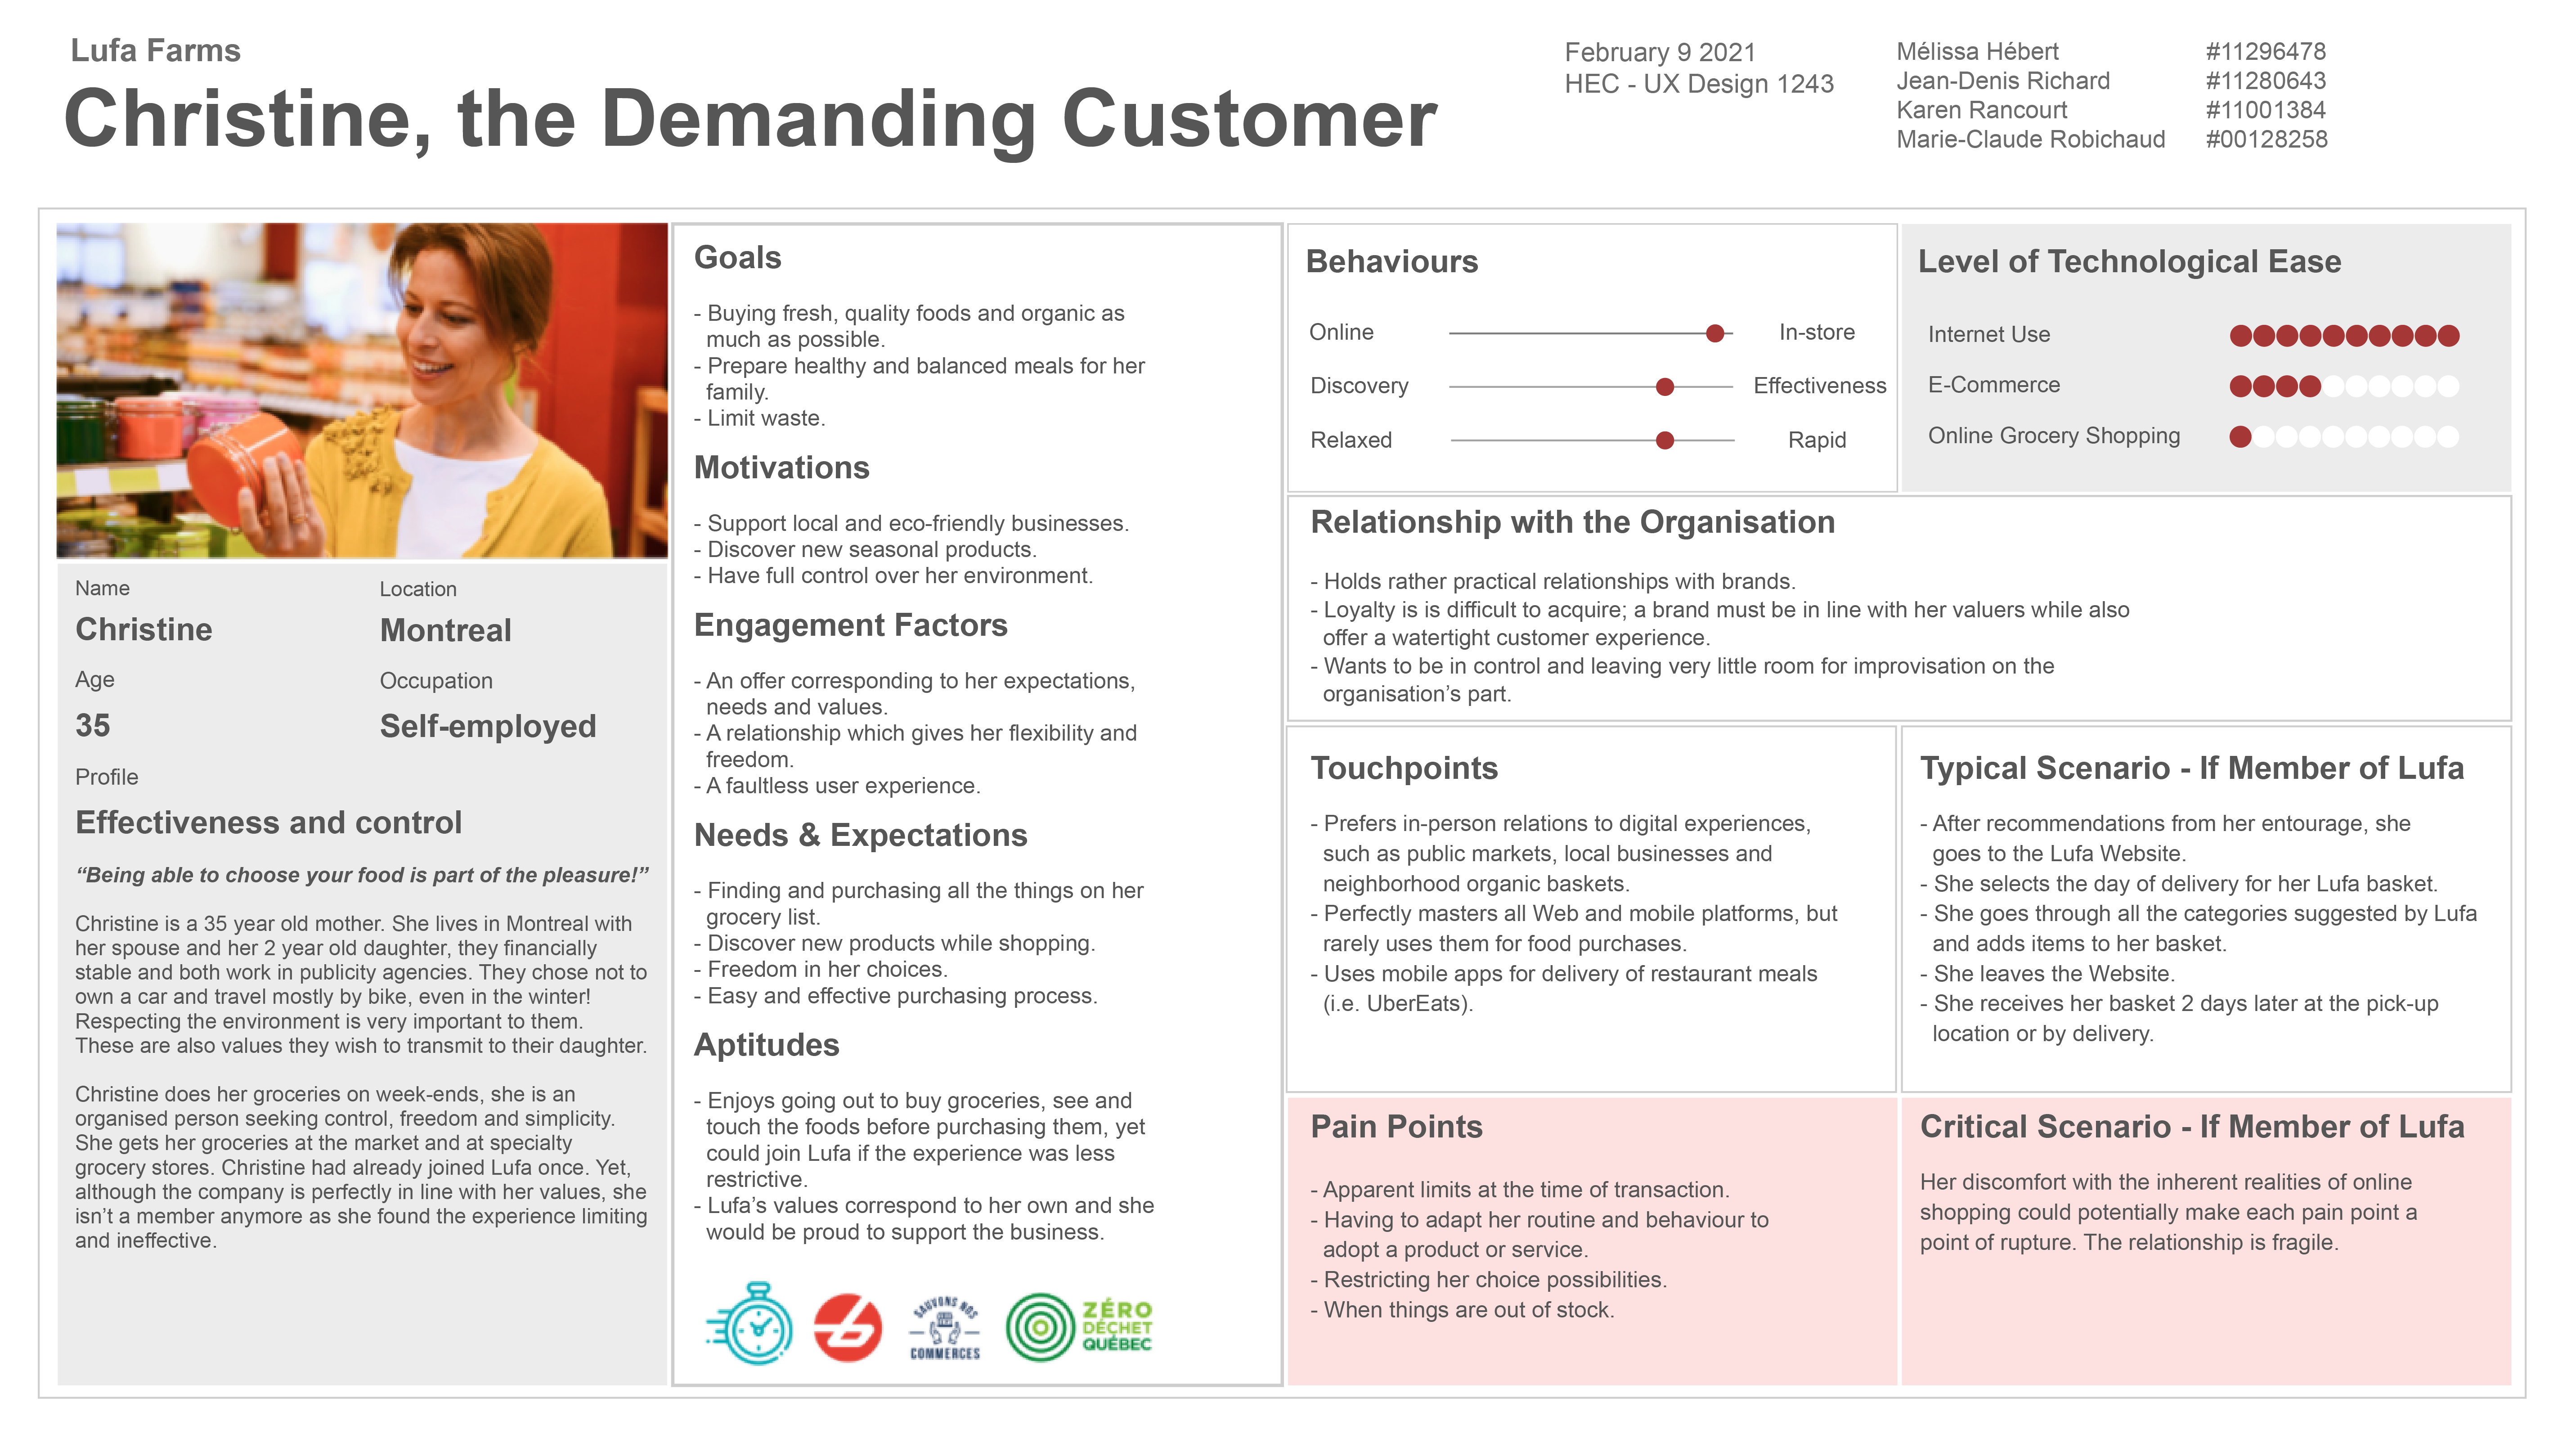 Lufa Farms
Christine, the Demanding Customer
February 9 2021
HEC - UX Design 1243
Mélissa Hébert #11296478
Jean-Denis Richard #11280643
Karen Rancourt #11001384
Marie-Claude Robichaud #00128258
Name
Location
Christine
Montreal
Age
Occupation
35
Self-employed
Profile
Effectiveness and control
“Being able to choose your food is part of the pleasure!”
Christine is a 35 year old mother. She lives in Montreal with
her spouse and her 2 year old daughter, they financially
stable and both work in publicity agencies. They chose not to
own a car and travel mostly by bike, even in the winter!
Respecting the environment is very important to them.
These are also values they wish to transmit to their daughter.
Christine does her groceries on week-ends, she is an
organised person seeking control, freedom and simplicity.
She gets her groceries at the market and at specialty
grocery stores. Christine had already joined Lufa once. Yet,
although the company is perfectly in line with her values, she
isn’t a member anymore as she found the experience limiting
and ineffective.
Goals
- Buying fresh, quality foods and organic as
much as possible.
- Prepare healthy and balanced meals for her
family.
- Limit waste.
Motivations
- Support local and eco-friendly businesses.
- Discover new seasonal products.
- Have full control over her environment.
Engagement Factors
- An offer corresponding to her expectations,
needs and values.
- A relationship which gives her flexibility and
freedom.
- A faultless user experience.
Needs & Expectations
- Finding and purchasing all the things on her
grocery list.
- Discover new products while shopping.
- Freedom in her choices.
- Easy and effective purchasing process.
Aptitudes
- Enjoys going out to buy groceries, see and
touch the foods before purchasing them, yet
could join Lufa if the experience was less
restrictive.
- Lufa’s values correspond to her own and she
would be proud to support the business.
SAUVONS NOS
COMMERCES
ZÉRO
DÉCHET
QUÉBEC
Behaviours
Online In-store
Discovery Effectiveness
Relaxed Rapid
Level of Technological Ease
Internet Use
E-Commerce
Online Grocery Shopping
Relationship with the Organisation
- Holds rather practical relationships with brands.
- Loyalty is is difficult to acquire; a brand must be in line with her valuers while also
offer a watertight customer experience.
- Wants to be in control and leaving very little room for improvisation on the
organisation’s part.
Touchpoints
- Prefers in-person relations to digital experiences,
such as public markets, local businesses and
neighborhood organic baskets.
- Perfectly masters all Web and mobile platforms, but
rarely uses them for food purchases.
- Uses mobile apps for delivery of restaurant meals
(i.e. UberEats).
Typical Scenario - If Member of Lufa
- After recommendations from her entourage, she
goes to the Lufa Website.
- She selects the day of delivery for her Lufa basket.
- She goes through all the categories suggested by Lufa
and adds items to her basket.
- She leaves the Website.
- She receives her basket 2 days later at the pick-up
location or by delivery.
Pain Points
- Apparent limits at the time of transaction.
- Having to adapt her routine and behaviour to
adopt a product or service.
- Restricting her choice possibilities.
- When things are out of stock.
Critical Scenario - If Member of Lufa
Her discomfort with the inherent realities of online
shopping could potentially make each pain point a
point of rupture. The relationship is fragile.